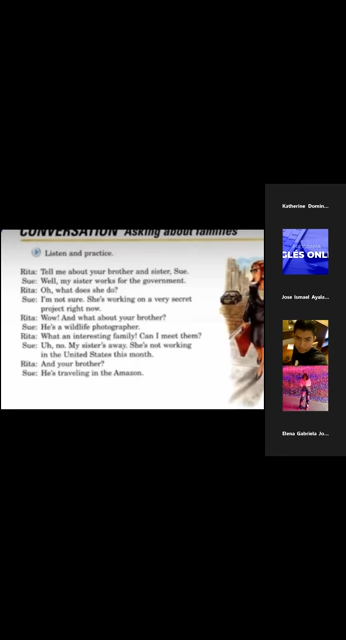 CONVERSATION Asking about families
Listen and practice.
Rita: Tell me about your brother and sister, Sue.
Sue: Well, my sister works for the government.
Rita: Oh, what does she do?
Sue: I'm not sure. She's working on a very secret
project right now.
Rita: Wow! And what about your brother?
Sue: He's a wildlife photographer.
Rita: What an interesting family! Can I meet them?
Sue: Uh, no. My sister's away. She's not working
in the United States this month.
Rita: And your brother?
Sue: He's traveling in the Amazon.
Katherine Domin...
GLES ONL
Jose Ismael Ayala...
Elena Gabriela Jo...